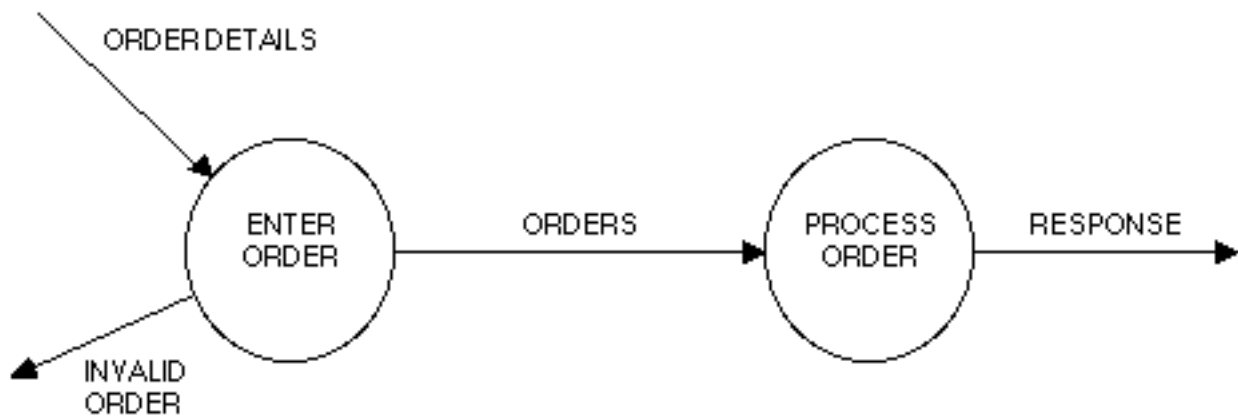 ORDER DETAILS
ENTER
ORDER
ORDERS
PROCESS
ORDER
RESPONSE
INVALID
ORDER